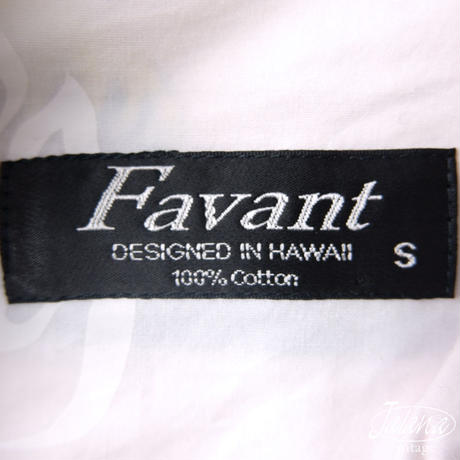 Favant
DESIGNED IN HAWAII
S
100% Cotton